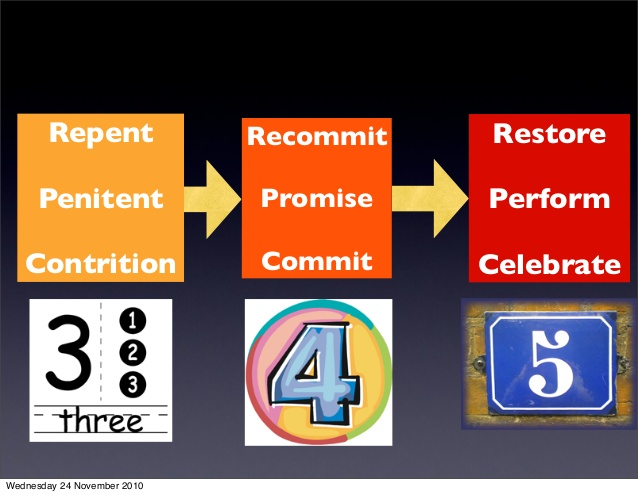 Repent
Penitent
Contrition
Recommit
Promise
Commit
Restore
Perform
Celebrate
3
1
2
3
three
4
5
Wednesday 24 November 2010